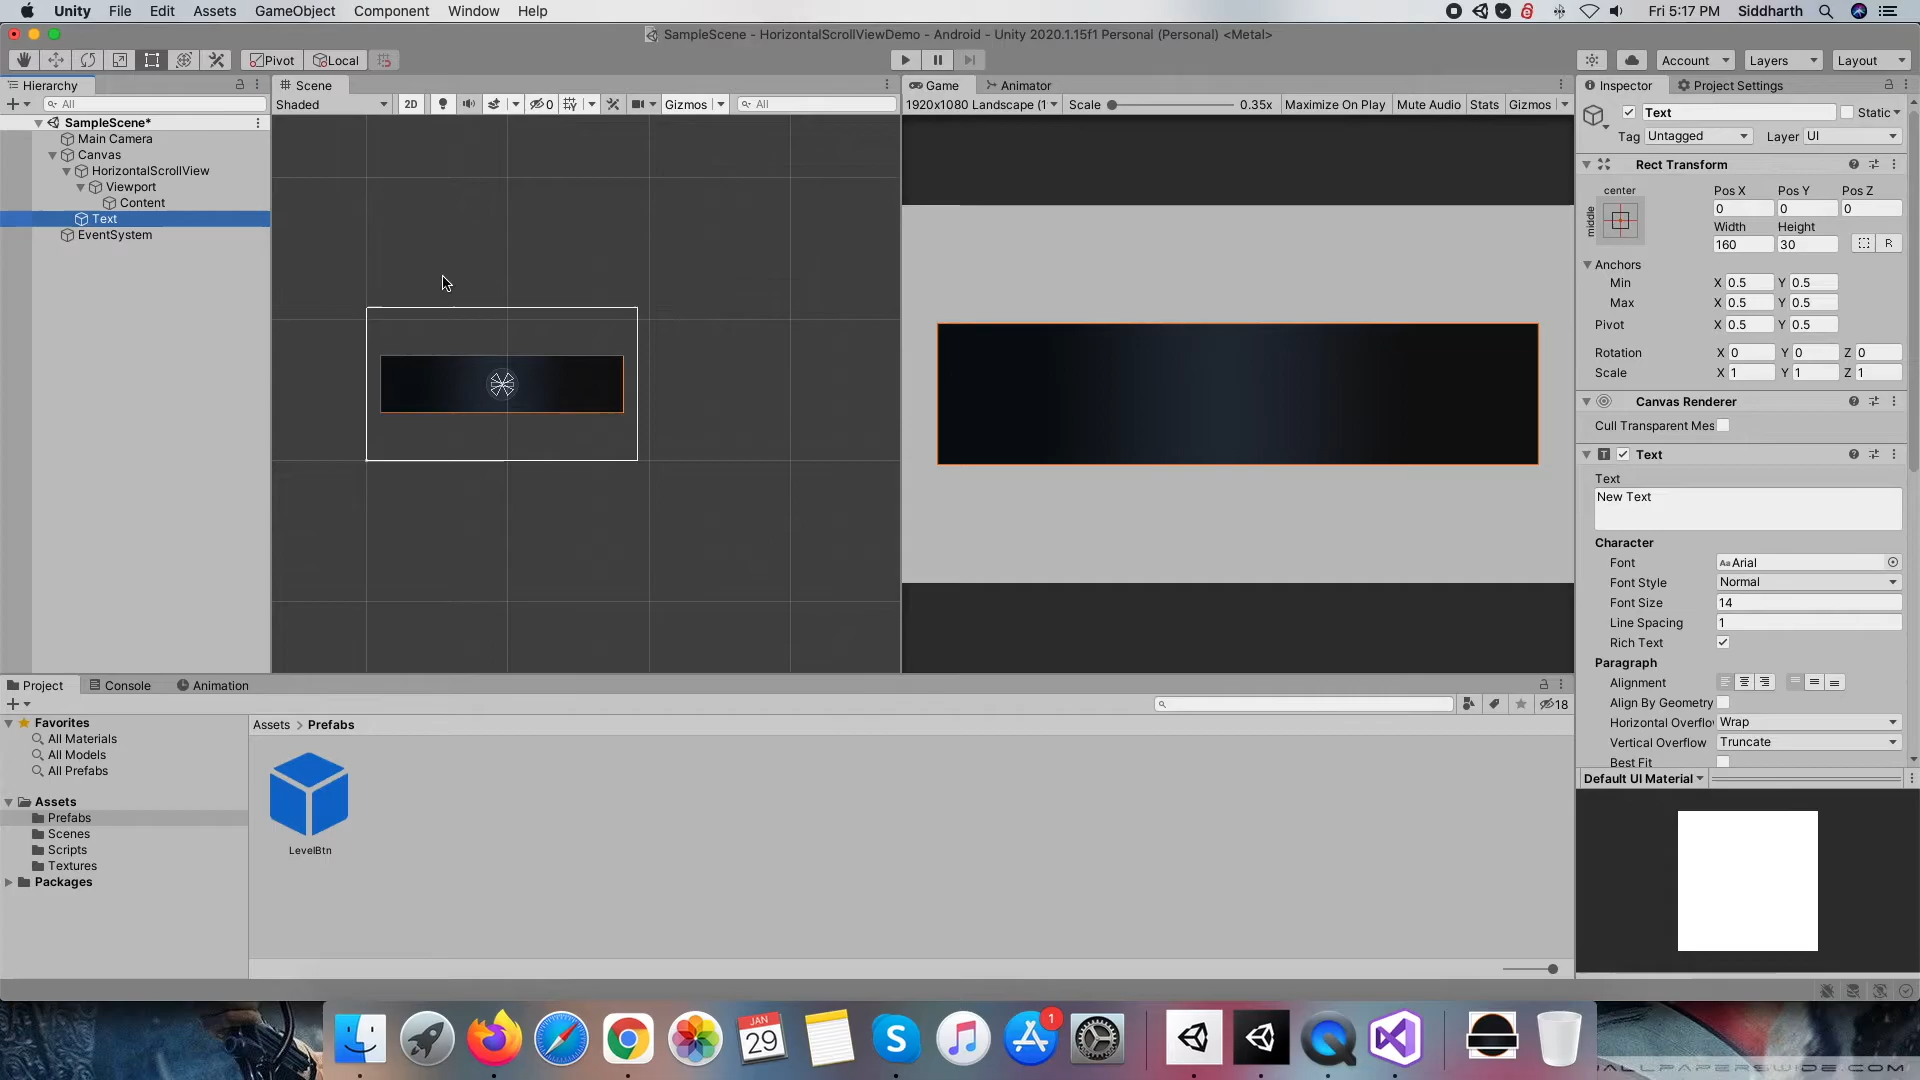 Unity File Edit Assets GameObject Component Window Help
Fri 5:17 PM Siddharth
SampleScene - HorizontalScrollViewDemo - Android - Unity 2020.1.15f1 Personal (Personal) <Metal>
Pivot Local
Account Layers Layout
Hierarchy
All
SampleScene*
Main Camera
Canvas
HorizontalScrollView
Viewport
Content
Text
EventSystem
Scene
Shaded 2D 0 Gizmos All
Game Animator
1920x1080 Landscape (1 Scale 0.35x Maximize On Play Mute Audio Stats Gizmos
Inspector Project Settings
Text Static
Tag Untagged Layer UI
Rect Transform
center
middle
Pos X Pos Y Pos Z
0 0 0
Width Height
160 30 R
Anchors
Min X 0.5 Y 0.5
Max X 0.5 Y 0.5
Pivot X 0.5 Y 0.5
Rotation X 0 Y 0 Z 0
Scale X 1 Y 1 Z 1
Canvas Renderer
Cull Transparent Mes
Text
Text
New Text
Character
Font Aa Arial
Font Style Normal
Font Size 14
Line Spacing 1
Rich Text
Paragraph
Alignment
Align By Geometry
Horizontal Overflo Wrap
Vertical Overflow Truncate
Best Fit
Default UI Material
Project Console Animation
18
Favorites
All Materials
All Models
All Prefabs
Assets
Prefabs
Scenes
Scripts
Textures
Packages
Assets > Prefabs
LevelBtn
JAN
29
1